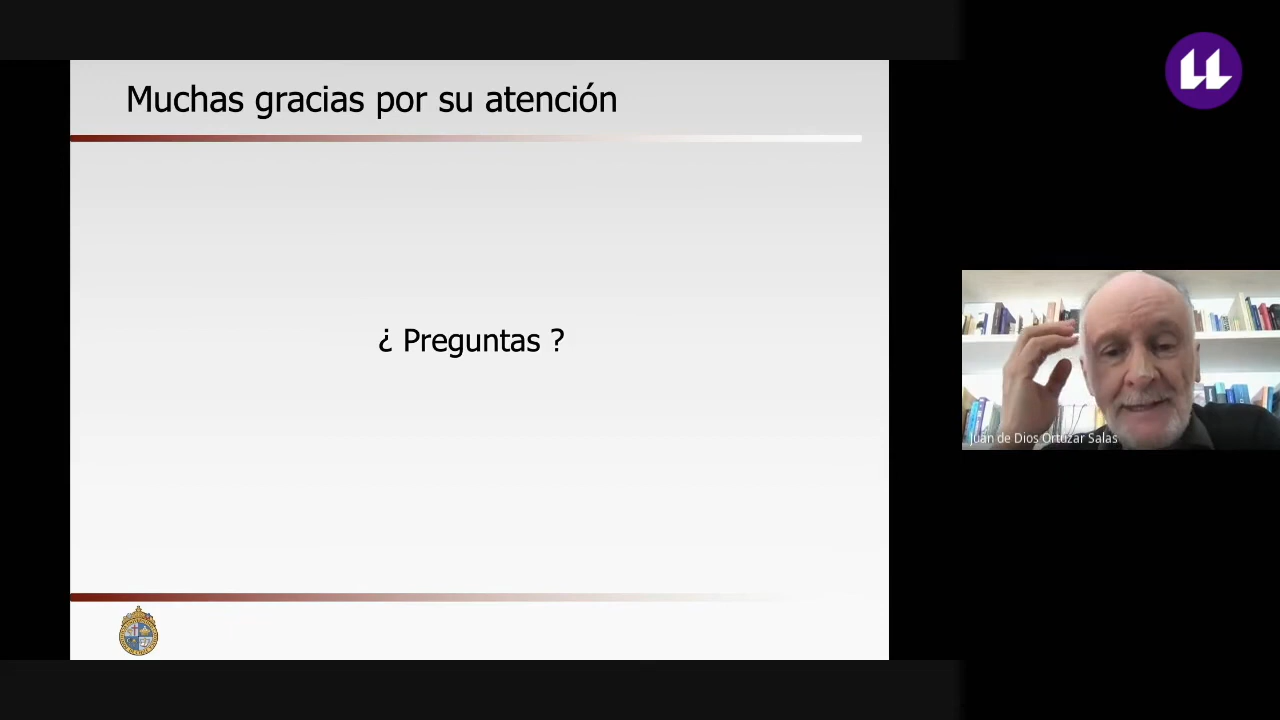 Muchas gracias por su atención
¿ Preguntas ?
Juan de Dios Ortúzar Salas